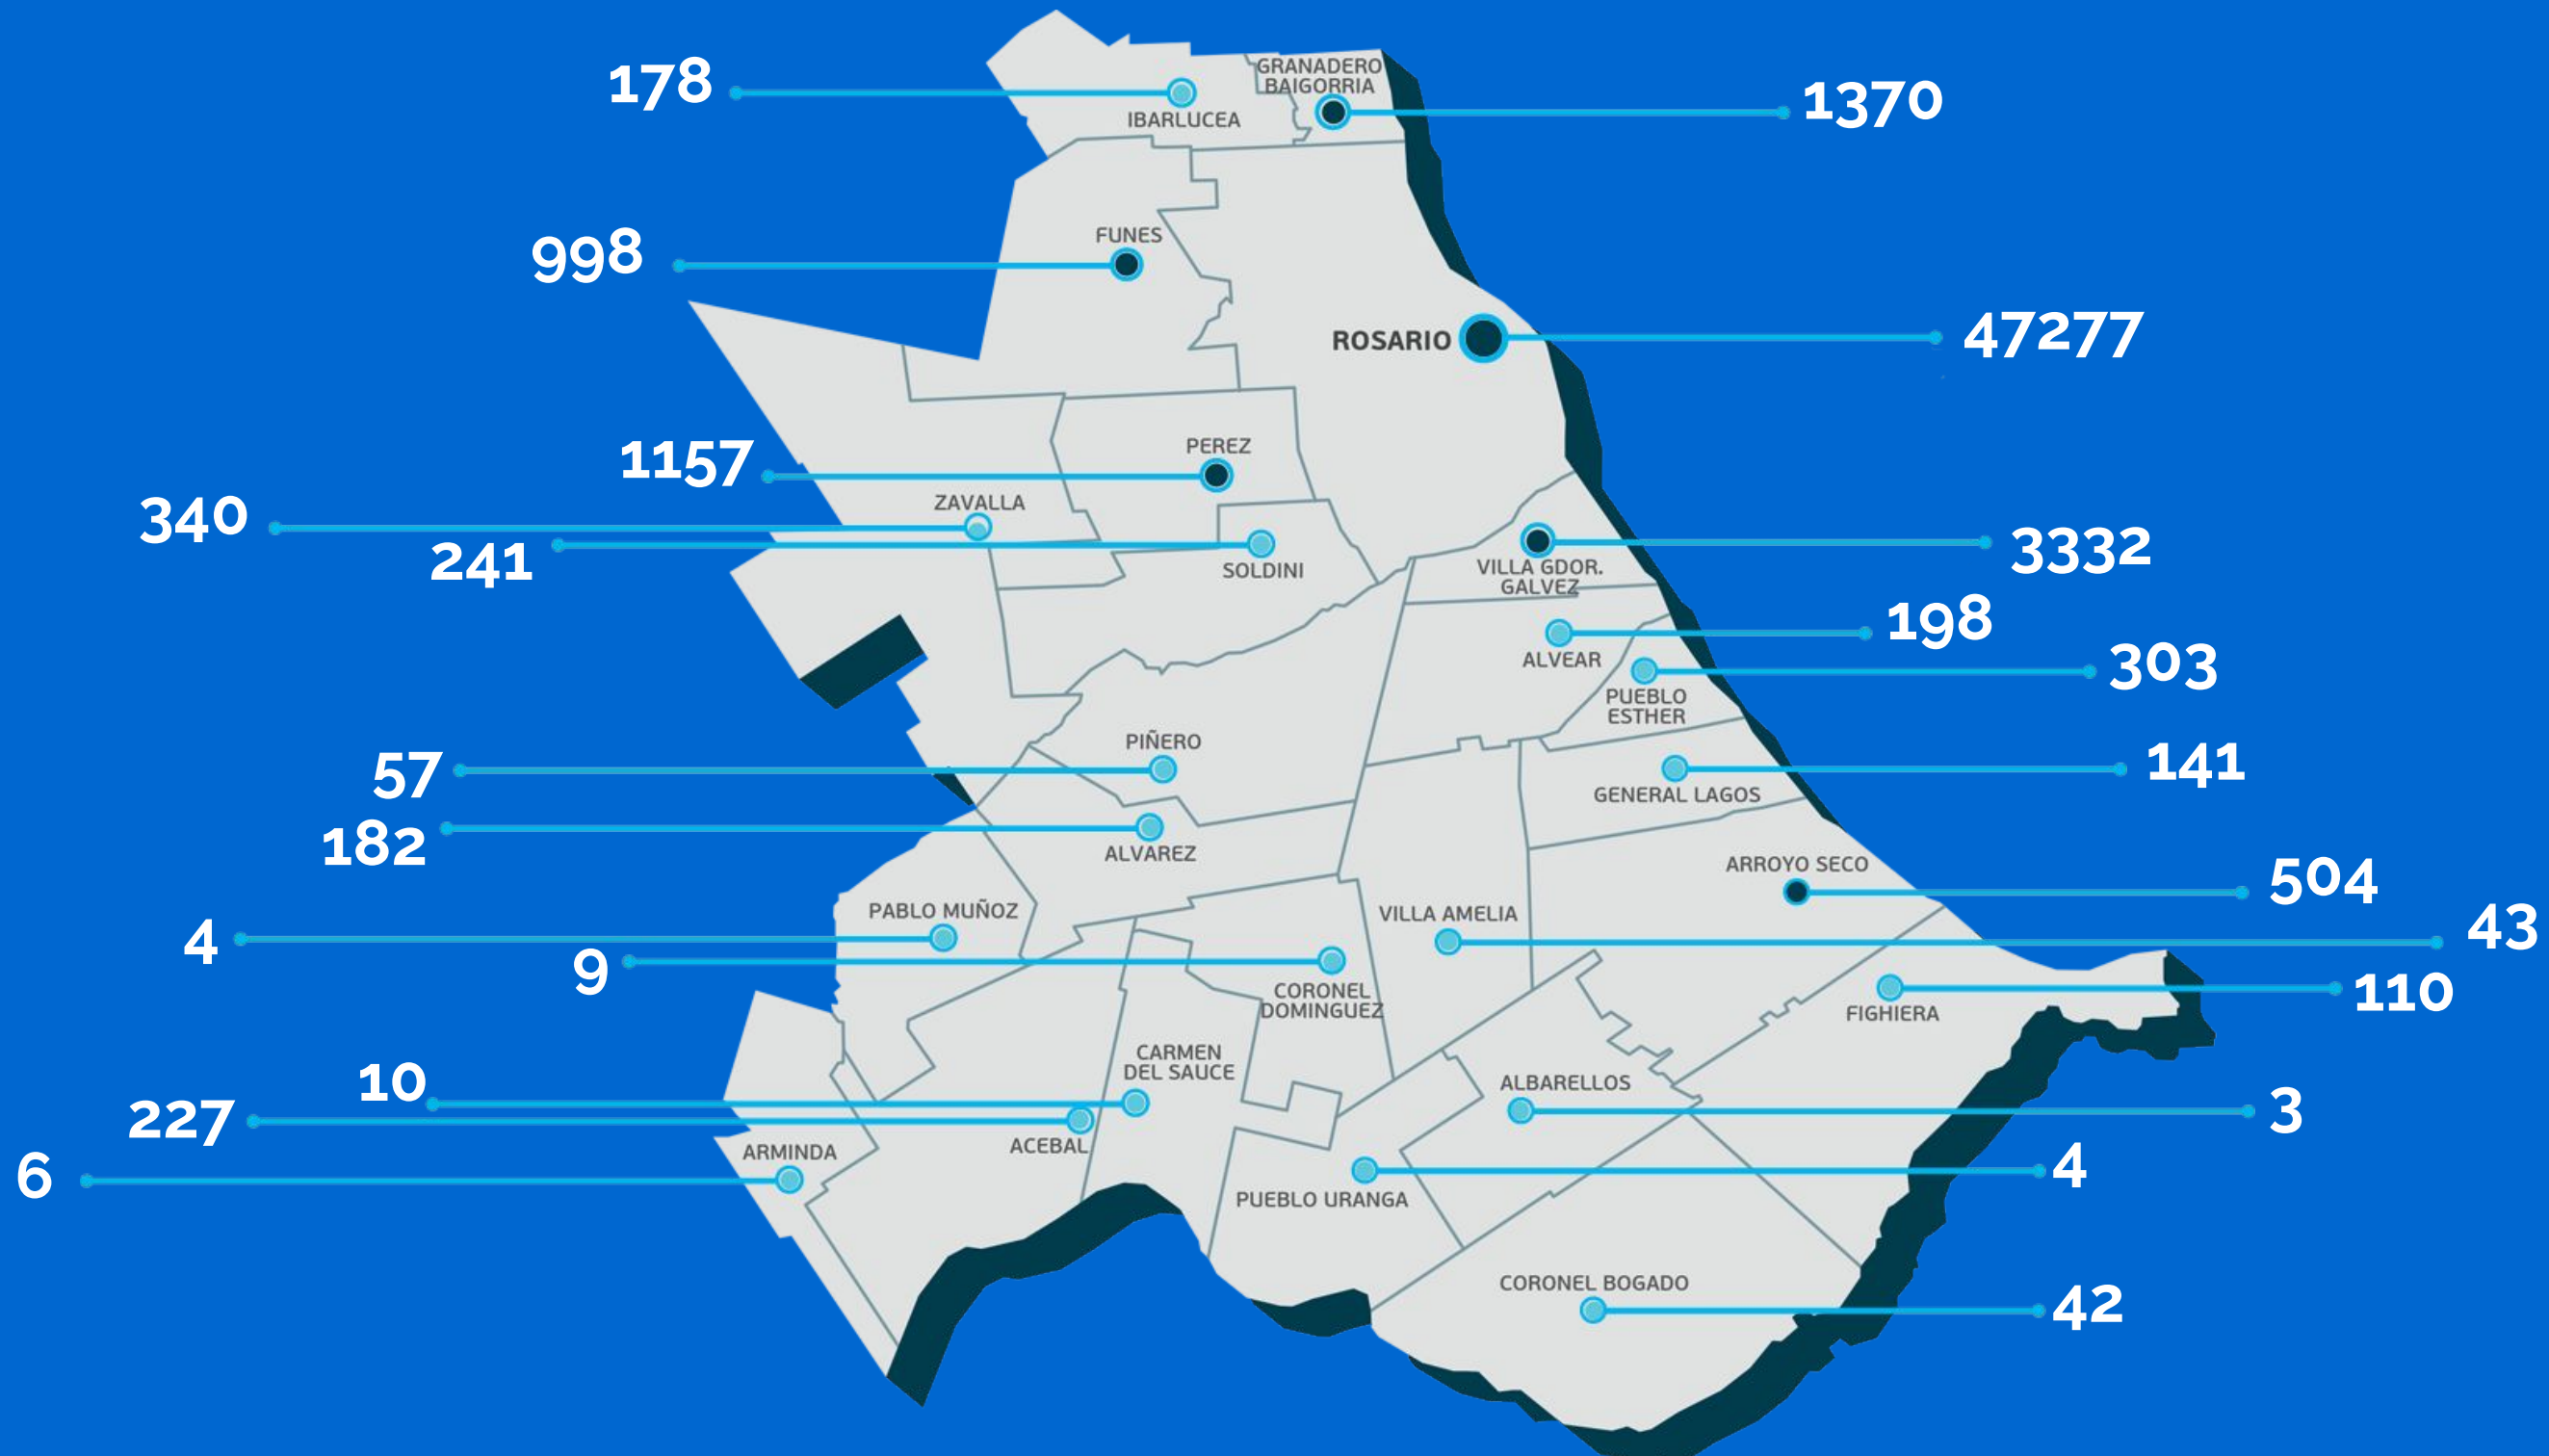 178
IBARLUCEA
GRANADERO
BAIGORRIA
1370
998
FUNES
ROSARIO
47277
1157
PEREZ
340
ZAVALLA
241
SOLDINI
VILLA GDOR.
GALVEZ
3332
ALVEAR
198
PUEBLO
ESTHER
303
57
PIÑERO
GENERAL LAGOS
141
182
ALVAREZ
ARROYO SECO
504
4
PABLO MUÑOZ
VILLA AMELIA
43
9
CORONEL
DOMINGUEZ
FIGHIERA
110
10
CARMEN
DEL SAUCE
ALBARELLOS
3
227
ACEBAL
6
ARMINDA
PUEBLO URANGA
4
CORONEL BOGADO
42